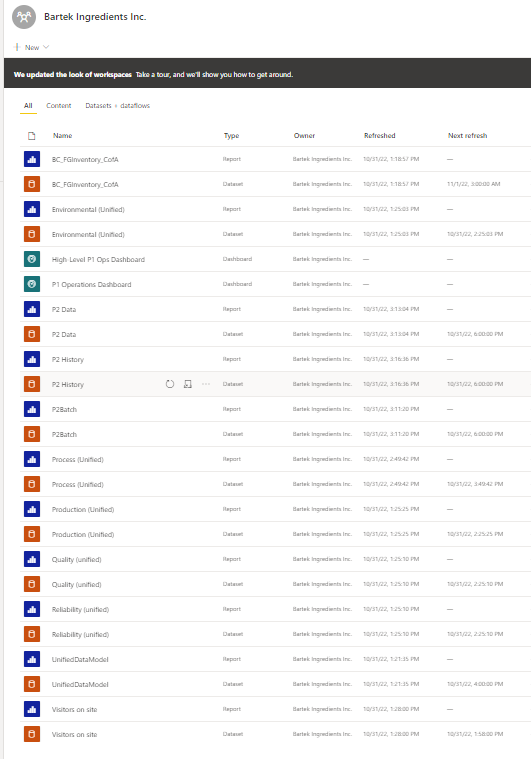 Bartek Ingredients Inc.
+ New
We updated the look of workspaces Take a tour, and we'll show you how to get around.
All Content Datasets + dataflows
Name Type Owner Refreshed Next refresh
BC_FGInventory_CofA Report Bartek Ingredients Inc. 10/31/22, 1:18:57 PM —
BC_FGInventory_CofA Dataset Bartek Ingredients Inc. 10/31/22, 1:18:57 PM 11/1/22, 3:00:00 AM
Environmental (Unified) Report Bartek Ingredients Inc. 10/31/22, 1:25:03 PM —
Environmental (Unified) Dataset Bartek Ingredients Inc. 10/31/22, 1:25:03 PM 10/31/22, 2:25:03 PM
High Level P1 Ops Dashboard Dashboard Bartek Ingredients Inc. — —
P1 Operations Dashboard Dashboard Bartek Ingredients Inc. — —
P2 Data Report Bartek Ingredients Inc. 10/31/22, 3:13:04 PM —
P2 Data Dataset Bartek Ingredients Inc. 10/31/22, 3:13:04 PM 10/31/22, 6:00:00 PM
P2 History Report Bartek Ingredients Inc. 10/31/22, 3:16:36 PM —
P2 History ... Dataset Bartek Ingredients Inc. 10/31/22, 3:16:36 PM 10/31/22, 6:00:00 PM
P2Batch Report Bartek Ingredients Inc. 10/31/22, 3:11:20 PM —
P2Batch Dataset Bartek Ingredients Inc. 10/31/22, 3:11:20 PM 10/31/22, 6:00:00 PM
Process (Unified) Report Bartek Ingredients Inc. 10/31/22, 2:49:42 PM —
Process (Unified) Dataset Bartek Ingredients Inc. 10/31/22, 2:49:42 PM 10/31/22, 3:49:42 PM
Production (Unified) Report Bartek Ingredients Inc. 10/31/22, 1:25:25 PM —
Production (Unified) Dataset Bartek Ingredients Inc. 10/31/22, 1:25:25 PM 10/31/22, 2:25:25 PM
Quality (unified) Report Bartek Ingredients Inc. 10/31/22, 1:25:10 PM —
Quality (unified) Dataset Bartek Ingredients Inc. 10/31/22, 1:25:10 PM 10/31/22, 2:25:10 PM
Reliability (unified) Report Bartek Ingredients Inc. 10/31/22, 1:25:10 PM —
Reliability (unified) Dataset Bartek Ingredients Inc. 10/31/22, 1:25:10 PM 10/31/22, 2:25:10 PM
UnifiedDataModel Report Bartek Ingredients Inc. 10/31/22, 1:21:35 PM —
UnifiedDataModel Dataset Bartek Ingredients Inc. 10/31/22, 1:21:35 PM 10/31/22, 4:00:00 PM
Visitors on site Report Bartek Ingredients Inc. 10/31/22, 1:28:00 PM —
Visitors on site Dataset Bartek Ingredients Inc. 10/31/22, 1:28:00 PM 10/31/22, 1:58:00 PM